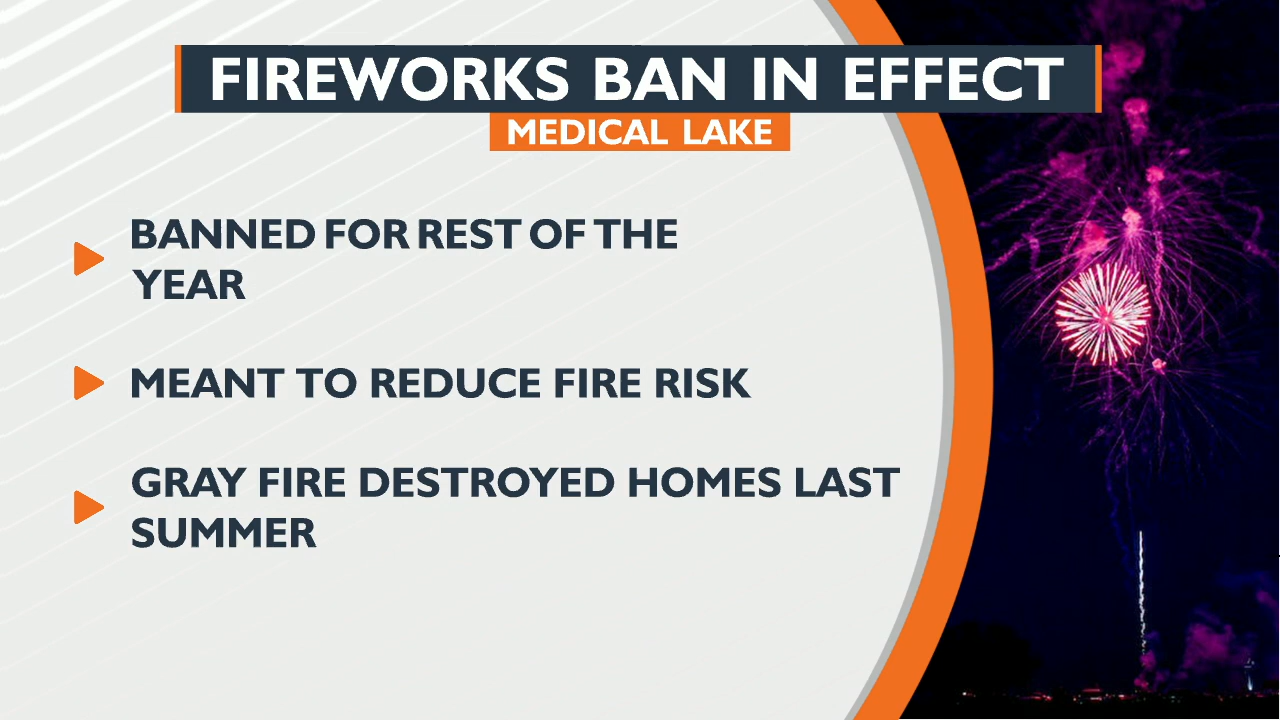 FIREWORKS BAN IN EFFECT
MEDICAL LAKE
BANNED FOR REST OF THE
YEAR
MEANT TO REDUCE FIRE RISK
GRAY FIRE DESTROYED HOMES LAST
SUMMER